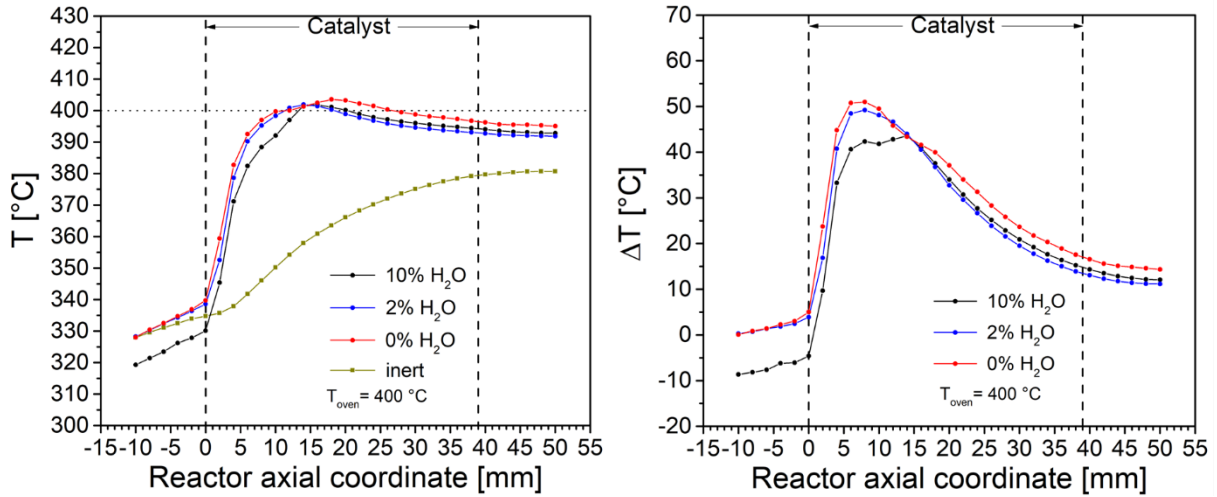 430
420
410
400
390
380
370
360
350
340
330
320
310
300
T [°C]
Catalyst
10% H₂O
2% H₂O
0% H₂O
inert
T_oven = 400 °C
-15 -10 -5 0 5 10 15 20 25 30 35 40 45 50 55
Reactor axial coordinate [mm]
70
60
50
40
30
20
10
0
-10
-20
ΔT [°C]
Catalyst
10% H₂O
2% H₂O
0% H₂O
T_oven = 400 °C
-15 -10 -5 0 5 10 15 20 25 30 35 40 45 50 55
Reactor axial coordinate [mm]